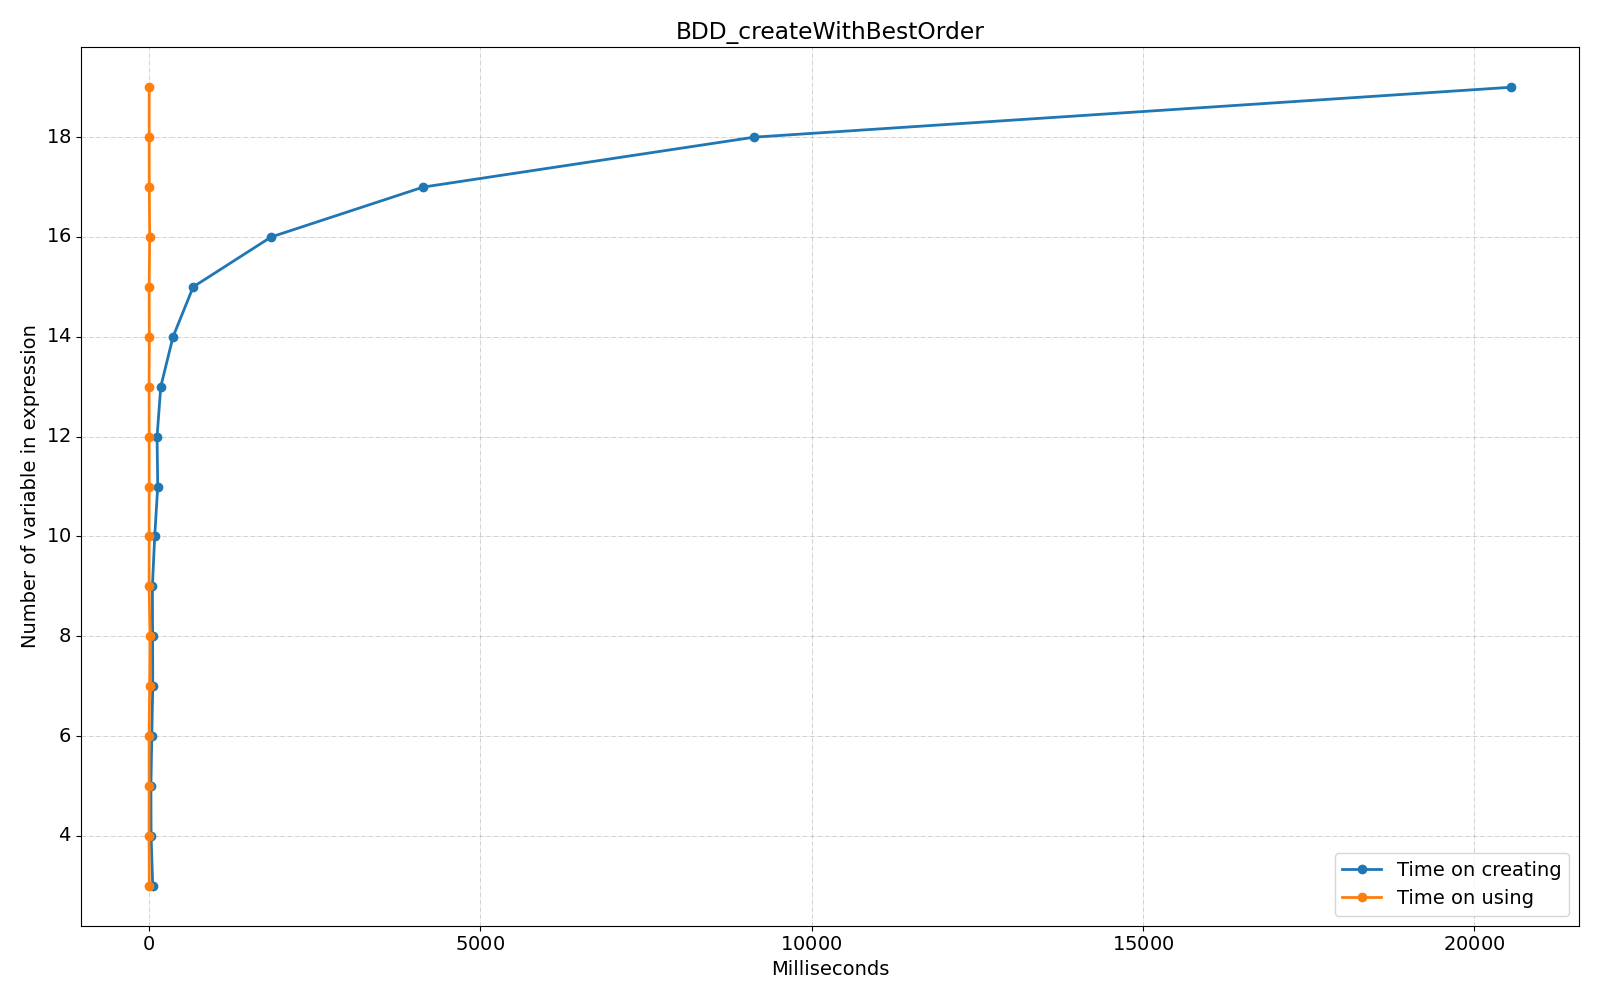 BDD_createWithBestOrder
Number of variable in expression
18
16
14
12
10
8
6
4
0 5000 10000 15000 20000
Milliseconds
Time on creating
Time on using